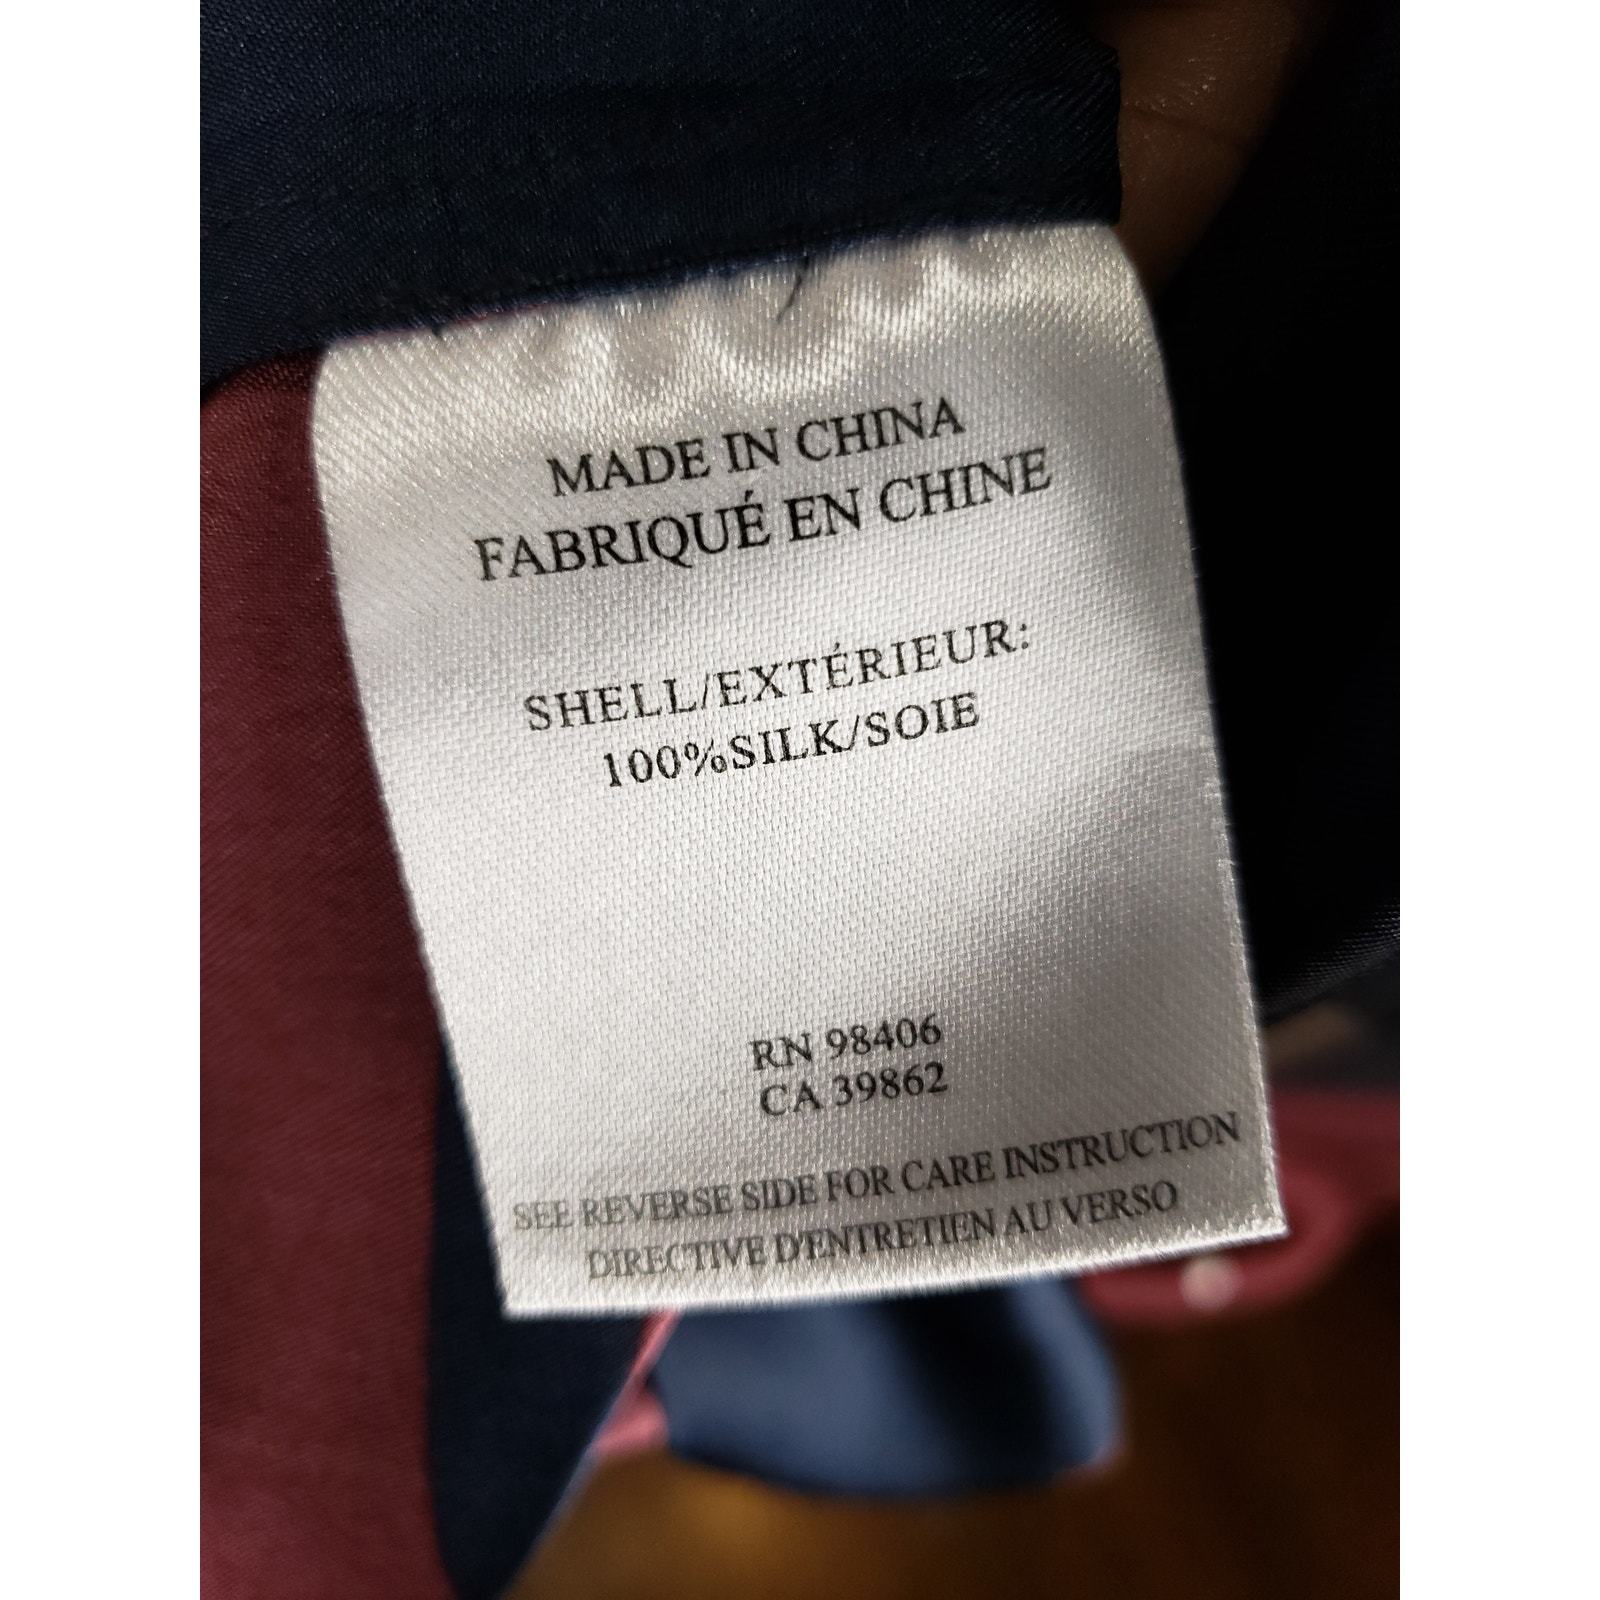 MADE IN CHINA
FABRIQUÉ EN CHINE
SHELL/EXTÉRIEUR:
100%SILK/SOIE
RN 98406
CA 39862
SEE REVERSE SIDE FOR CARE INSTRUCTION
DIRECTIVE D'ENTRETIEN AU VERSO